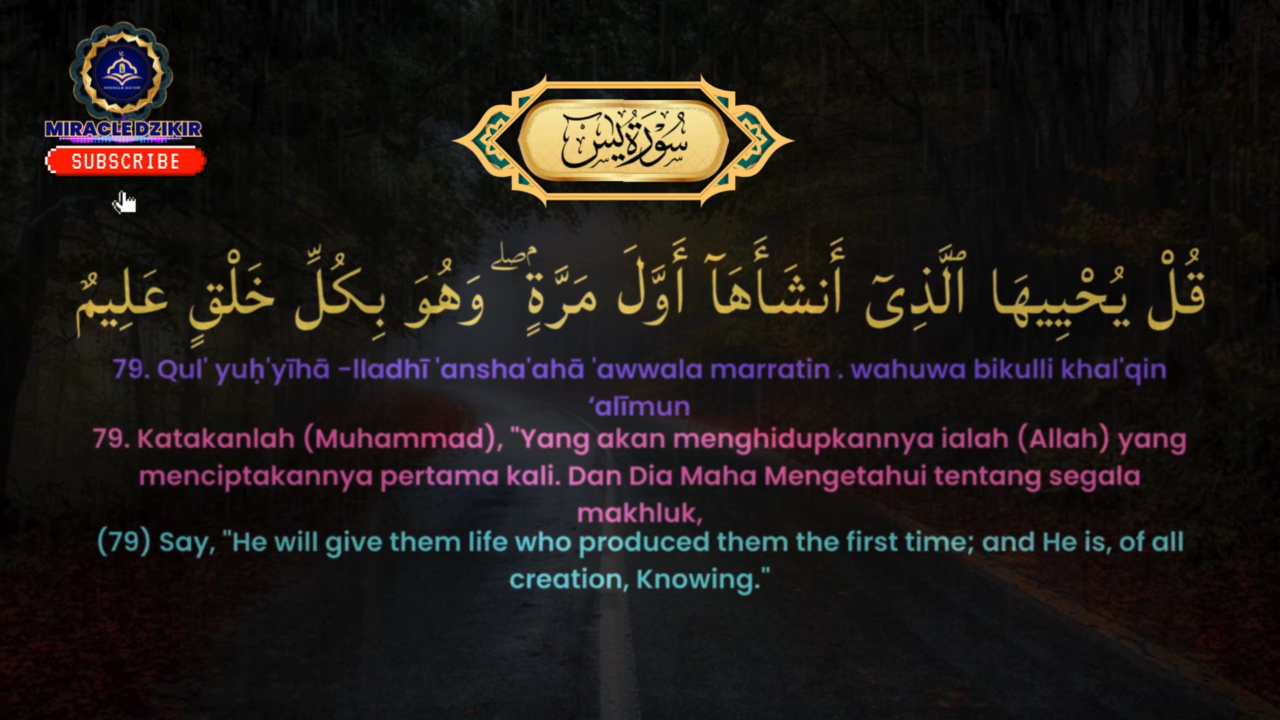 MIRACLE DZIKIR
SUBSCRIBE
سُورَةُ يٰسٓ
قُلْ يُحْيِيهَا ٱلَّذِىٓ أَنشَأَهَآ أَوَّلَ مَرَّةٍ ۖ وَهُوَ بِكُلِّ خَلْقٍ عَلِيمٌ
79. Qul' yuḥ'yīhā -lladhī 'ansha'ahā 'awwala marratin . wahuwa bikulli khal'qin
‘alīmun
79. Katakanlah (Muhammad), "Yang akan menghidupkannya ialah (Allah) yang
menciptakannya pertama kali. Dan Dia Maha Mengetahui tentang segala
makhluk,
(79) Say, "He will give them life who produced them the first time; and He is, of all
creation, Knowing."